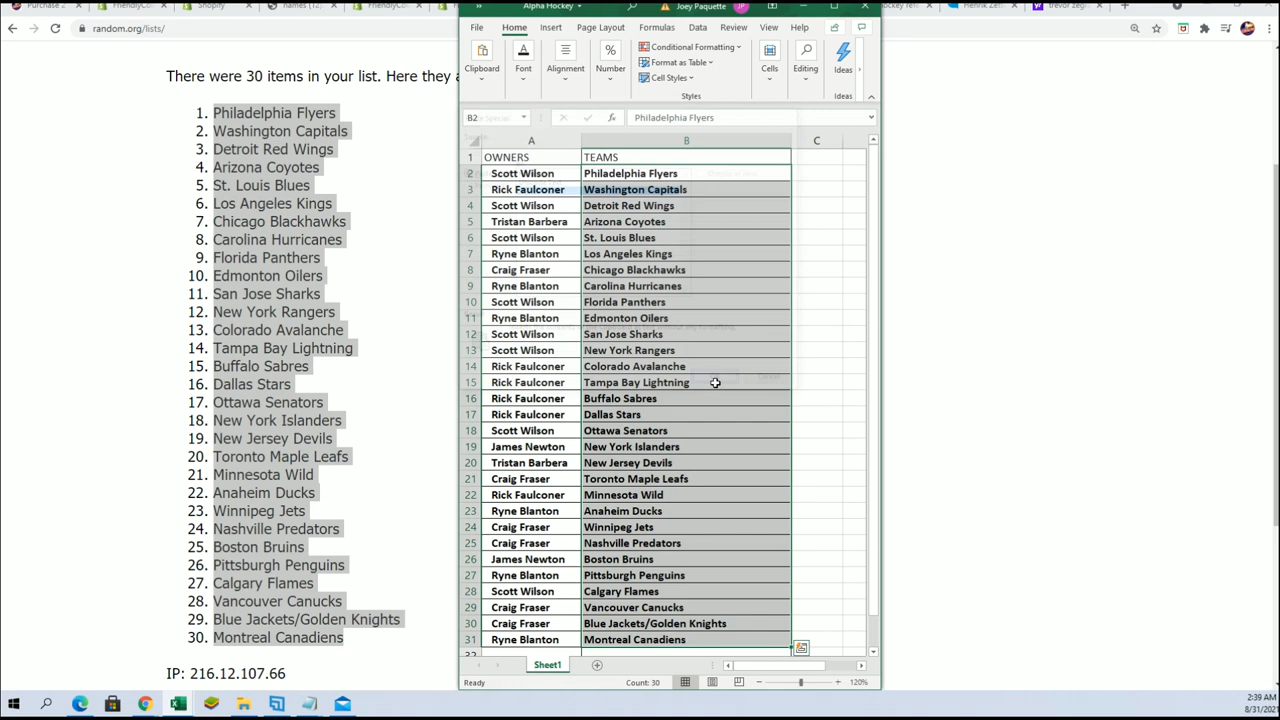 Purchase 2
FriendlyCo
Shopify
names (12)
FriendlyCo
Henrik Zett
trevor zeg
random.org/lists/
There were 30 items in your list. Here they a
1. Philadelphia Flyers
2. Washington Capitals
3. Detroit Red Wings
4. Arizona Coyotes
5. St. Louis Blues
6. Los Angeles Kings
7. Chicago Blackhawks
8. Carolina Hurricanes
9. Florida Panthers
10. Edmonton Oilers
11. San Jose Sharks
12. New York Rangers
13. Colorado Avalanche
14. Tampa Bay Lightning
15. Buffalo Sabres
16. Dallas Stars
17. Ottawa Senators
18. New York Islanders
19. New Jersey Devils
20. Toronto Maple Leafs
21. Minnesota Wild
22. Anaheim Ducks
23. Winnipeg Jets
24. Nashville Predators
25. Boston Bruins
26. Pittsburgh Penguins
27. Calgary Flames
28. Vancouver Canucks
29. Blue Jackets/Golden Knights
30. Montreal Canadiens
IP: 216.12.107.66
Alpha Hockey
Joey Paquette JP
File Home Insert Page Layout Formulas Data Review View Help
Clipboard Font Alignment Number
Conditional Formatting
Format as Table
Cell Styles
Styles
Cells Editing Ideas
Ideas
B2 fx Philadelphia Flyers
A B C
1 OWNERS TEAMS
2 Scott Wilson Philadelphia Flyers
3 Rick Faulconer Washington Capitals
4 Scott Wilson Detroit Red Wings
5 Tristan Barbera Arizona Coyotes
6 Scott Wilson St. Louis Blues
7 Ryne Blanton Los Angeles Kings
8 Craig Fraser Chicago Blackhawks
9 Ryne Blanton Carolina Hurricanes
10 Scott Wilson Florida Panthers
11 Ryne Blanton Edmonton Oilers
12 Scott Wilson San Jose Sharks
13 Scott Wilson New York Rangers
14 Rick Faulconer Colorado Avalanche
15 Rick Faulconer Tampa Bay Lightning
16 Rick Faulconer Buffalo Sabres
17 Rick Faulconer Dallas Stars
18 Scott Wilson Ottawa Senators
19 James Newton New York Islanders
20 Tristan Barbera New Jersey Devils
21 Craig Fraser Toronto Maple Leafs
22 Rick Faulconer Minnesota Wild
23 Ryne Blanton Anaheim Ducks
24 Craig Fraser Winnipeg Jets
25 Craig Fraser Nashville Predators
26 James Newton Boston Bruins
27 Ryne Blanton Pittsburgh Penguins
28 Scott Wilson Calgary Flames
29 Craig Fraser Vancouver Canucks
30 Craig Fraser Blue Jackets/Golden Knights
31 Ryne Blanton Montreal Canadiens
32
Sheet1
Ready Count: 30 120%
2:39 AM
8/31/202